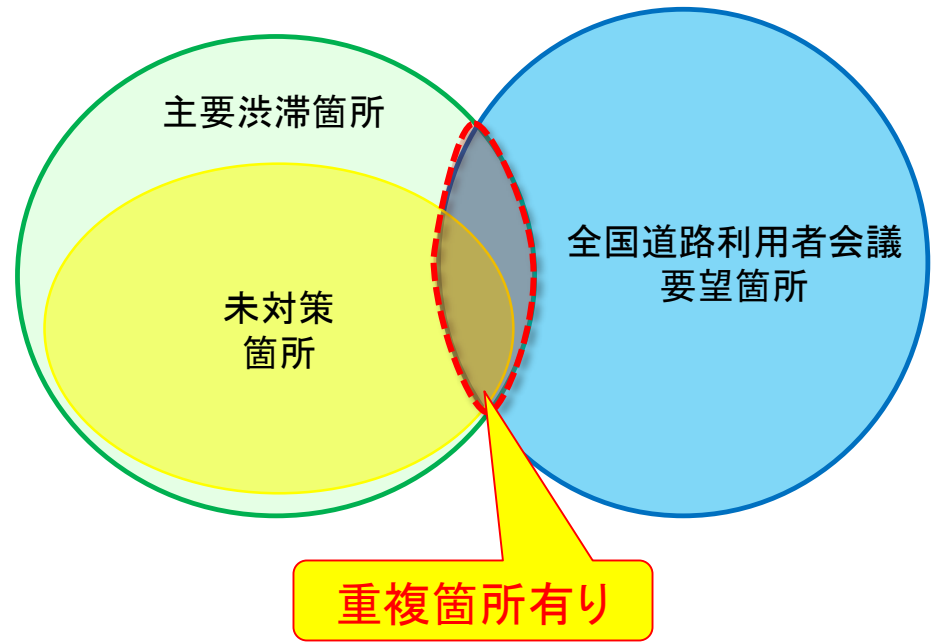 主要渋滞箇所
全国道路利用者会議
要望箇所
未対策
箇所
重複箇所有り